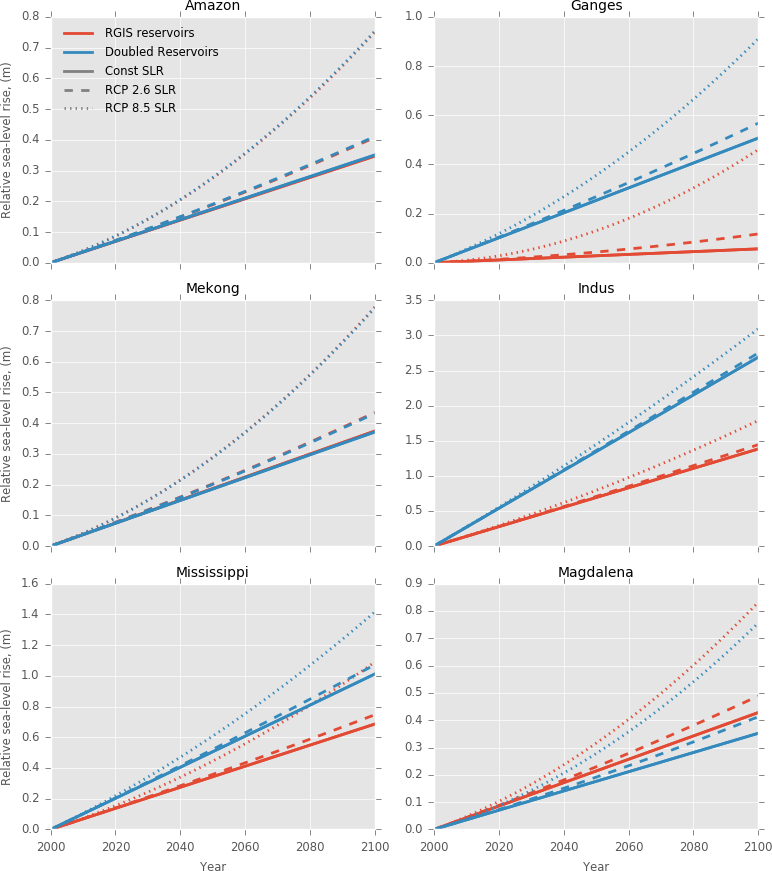 Amazon
Relative sea-level rise, (m)
0.8
0.7
0.6
0.5
0.4
0.3
0.2
0.1
0.0
RGIS reservoirs
Doubled Reservoirs
Const SLR
RCP 2.6 SLR
RCP 8.5 SLR
Ganges
1.0
0.8
0.6
0.4
0.2
0.0
Mekong
Relative sea-level rise, (m)
0.8
0.7
0.6
0.5
0.4
0.3
0.2
0.1
0.0
Indus
3.5
3.0
2.5
2.0
1.5
1.0
0.5
0.0
Mississippi
Relative sea-level rise, (m)
1.6
1.4
1.2
1.0
0.8
0.6
0.4
0.2
0.0
2000 2020 2040 2060 2080 2100
Year
Magdalena
0.9
0.8
0.7
0.6
0.5
0.4
0.3
0.2
0.1
0.0
2000 2020 2040 2060 2080 2100
Year